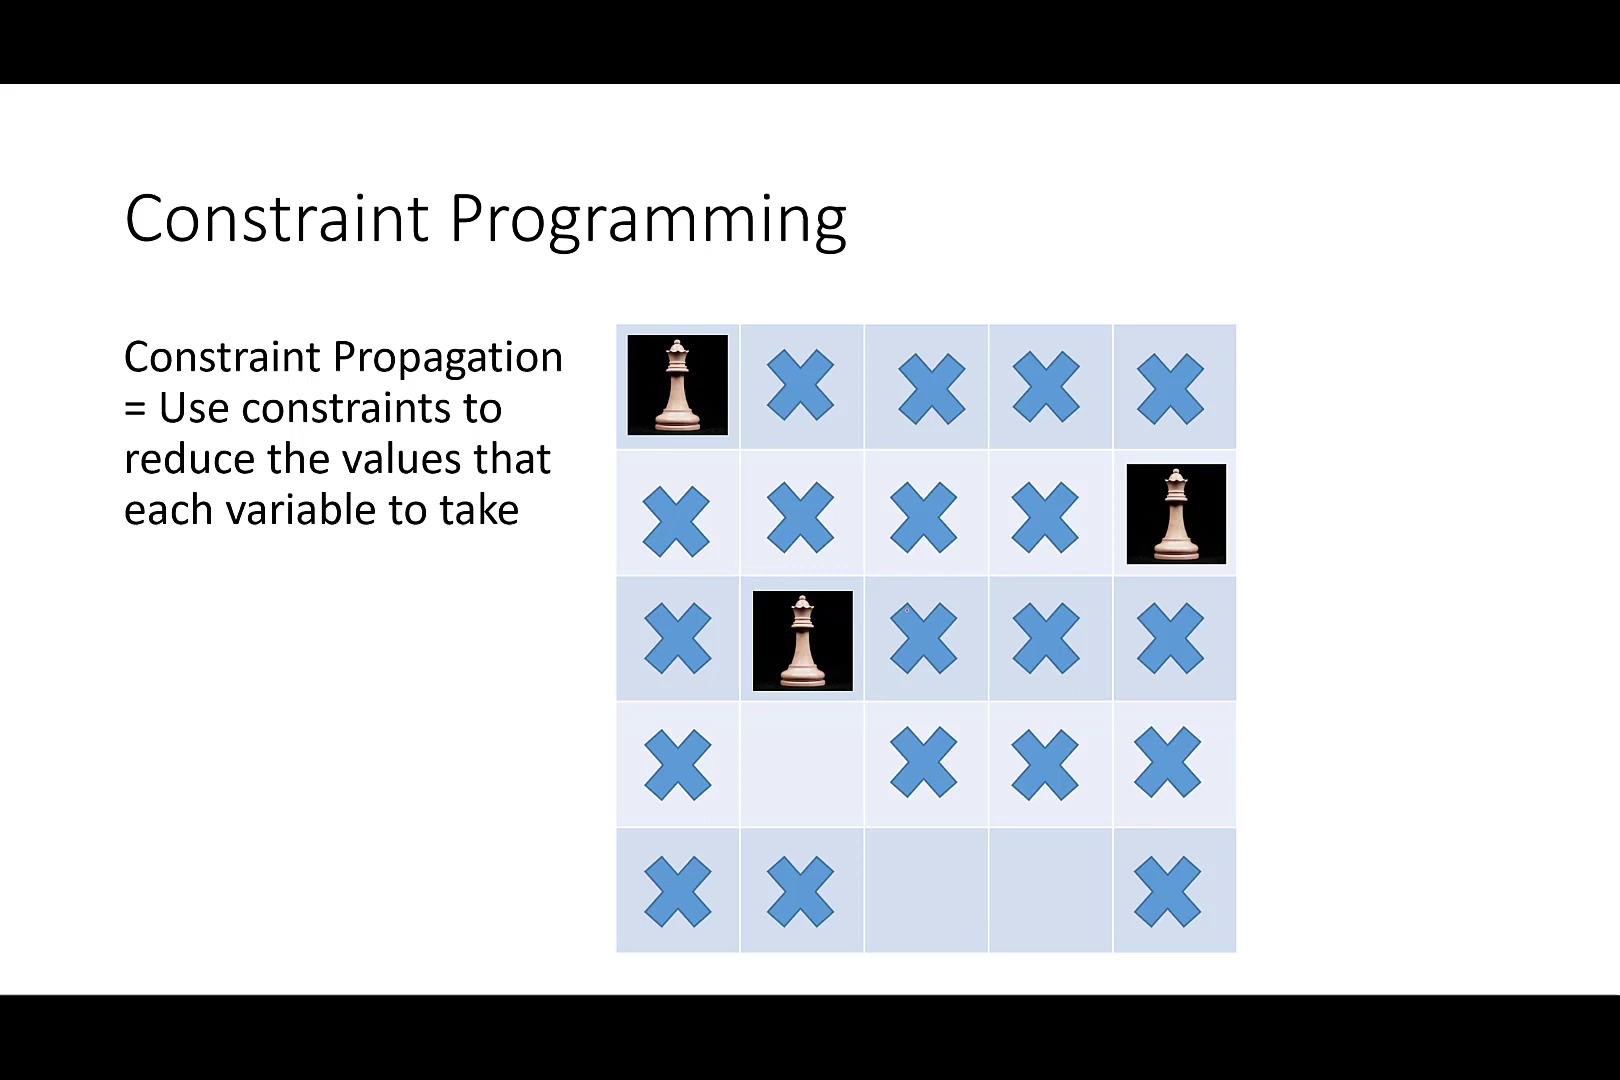 Constraint Programming
Constraint Propagation
= Use constraints to
reduce the values that
each variable to take